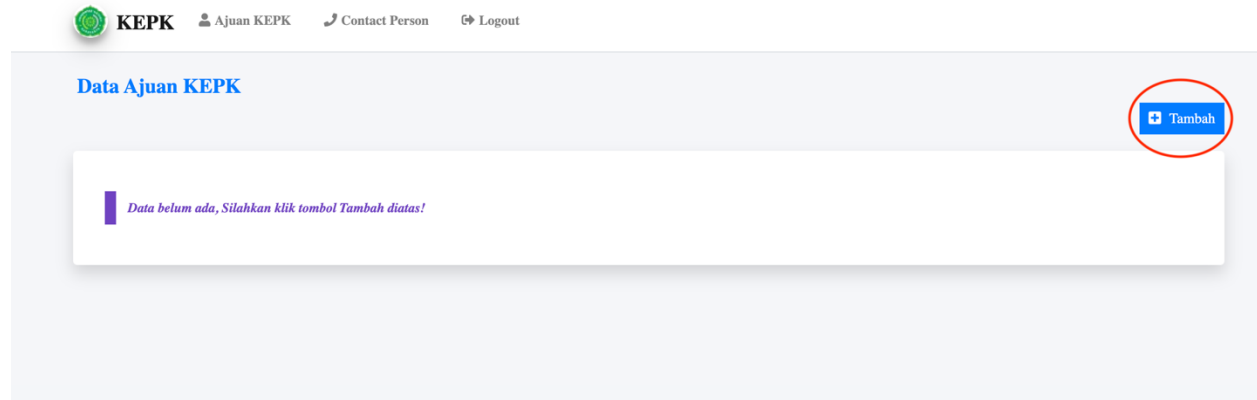 KEPK Ajuan KEPK Contact Person Logout
Data Ajuan KEPK
Tambah
Data belum ada, Silahkan klik tombol Tambah diatas!